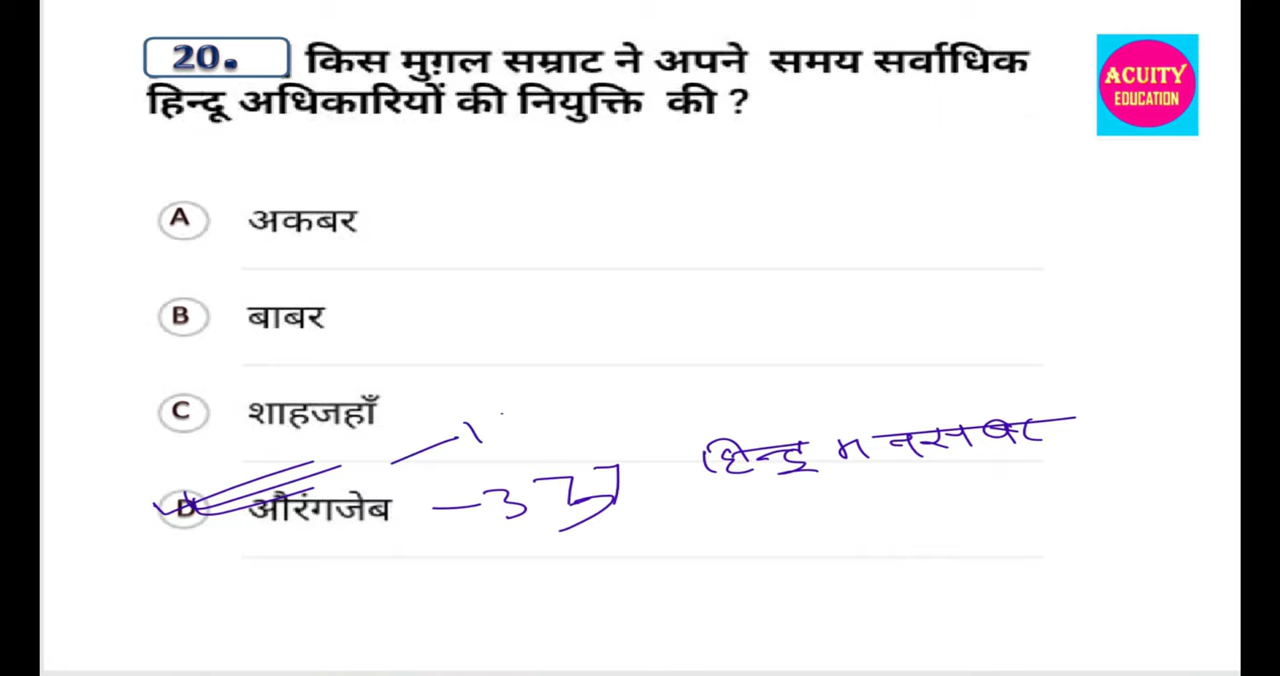 20. किस मुग़ल सम्राट ने अपने समय सर्वाधिक
हिन्दू अधिकारियों की नियुक्ति की ?
ACUITY
EDUCATION
A अकबर
B बाबर
C शाहजहाँ
हिन्दू मनसबदार
D औरंगजेब